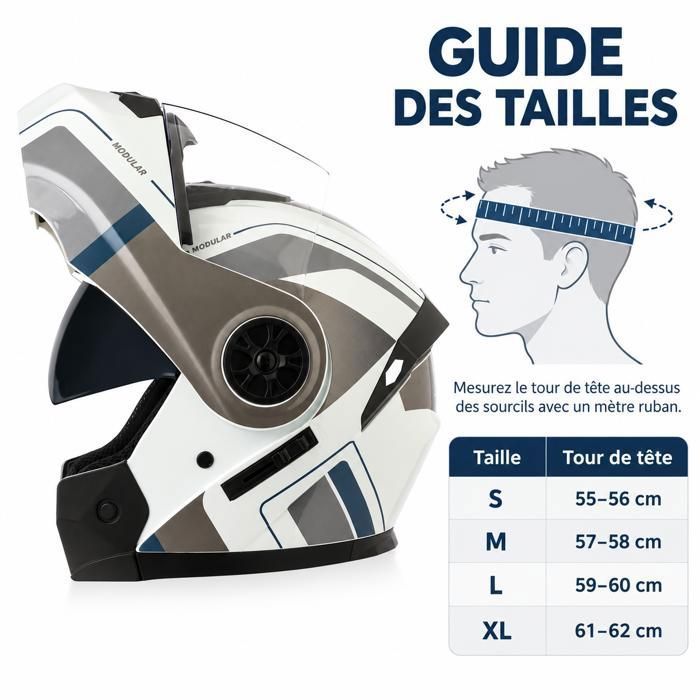 GUIDE
DES TAILLES
MODULAR
MODULAR
Mesurez le tour de tête au-dessus
des sourcils avec un mètre ruban.
Taille Tour de tête
S 55–56 cm
M 57–58 cm
L 59–60 cm
XL 61–62 cm